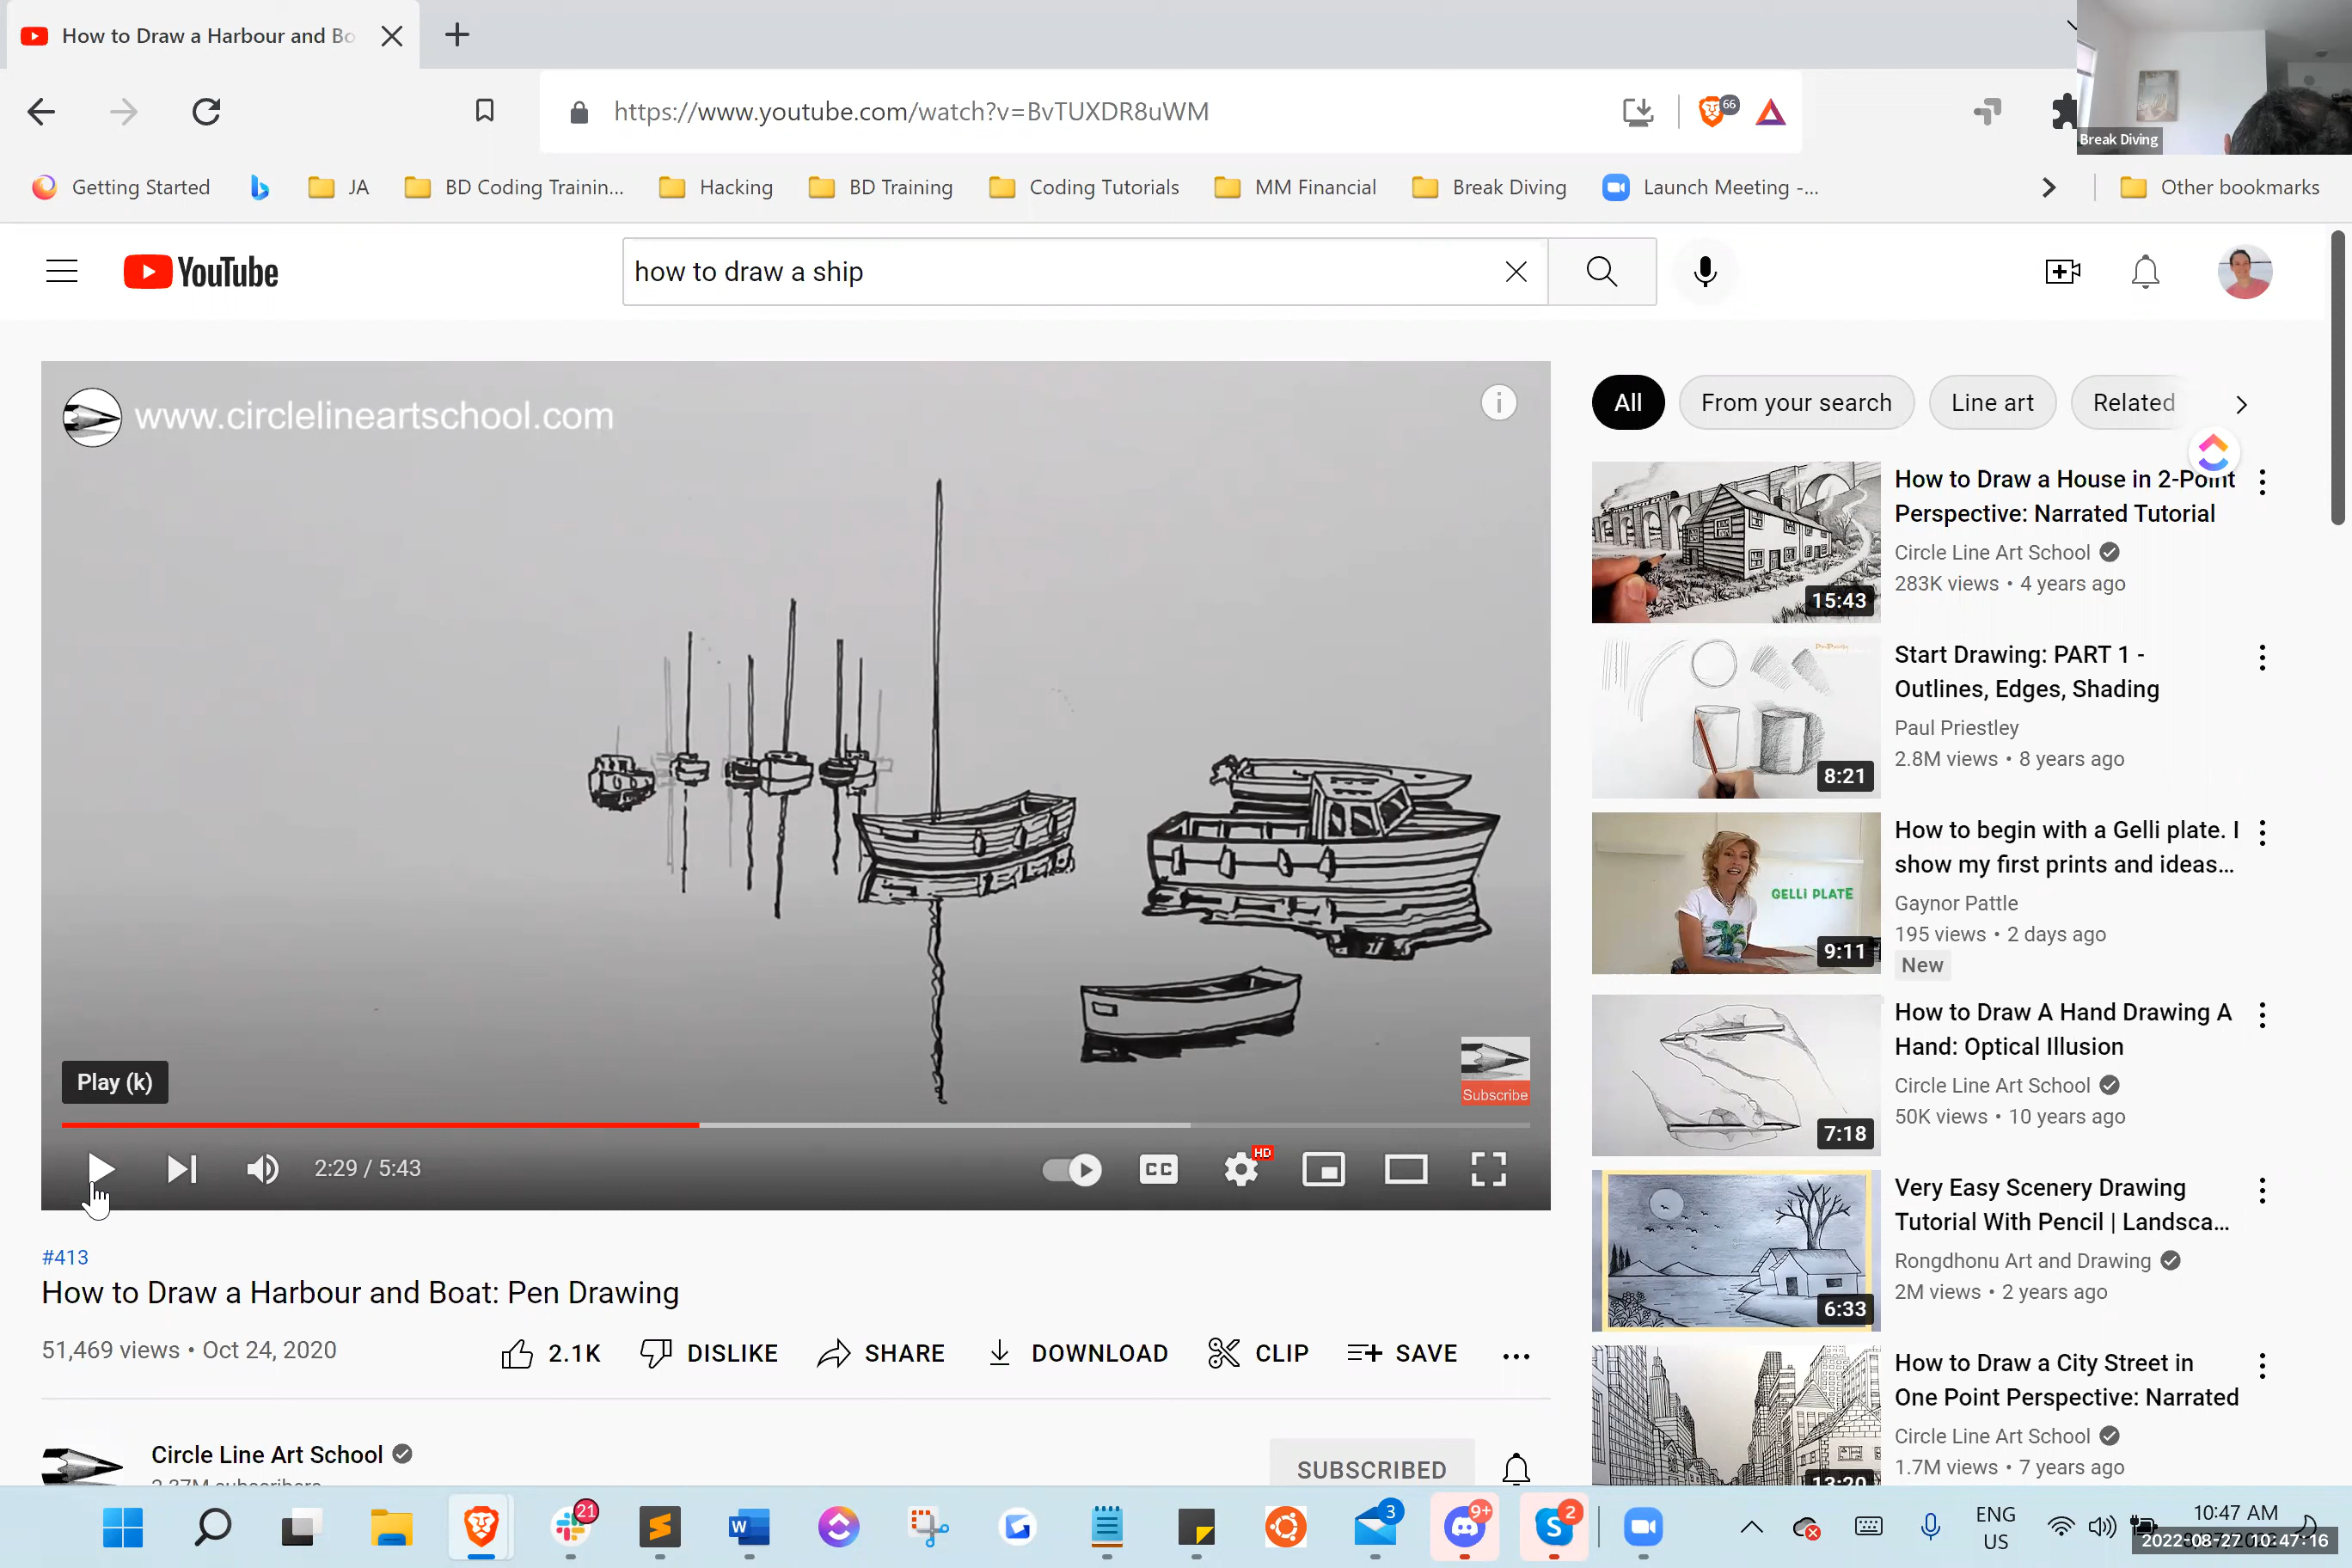 How to Draw a Harbour and Bo
https://www.youtube.com/watch?v=BvTUXDR8uWM
66
Break Diving
Getting Started
JA
BD Coding Trainin...
Hacking
BD Training
Coding Tutorials
MM Financial
Break Diving
Launch Meeting -...
Other bookmarks
YouTube
how to draw a ship
www.circlelineartschool.com
All
From your search
Line art
Related
How to Draw a House in 2-Point
Perspective: Narrated Tutorial
Circle Line Art School
283K views • 4 years ago
15:43
Start Drawing: PART 1 -
Outlines, Edges, Shading
Paul Priestley
2.8M views • 8 years ago
8:21
How to begin with a Gelli plate. I
show my first prints and ideas...
Gaynor Pattle
195 views • 2 days ago
New
GELLI PLATE
9:11
How to Draw A Hand Drawing A
Hand: Optical Illusion
Circle Line Art School
50K views • 10 years ago
7:18
Very Easy Scenery Drawing
Tutorial With Pencil | Landsca...
Rongdhonu Art and Drawing
2M views • 2 years ago
6:33
How to Draw a City Street in
One Point Perspective: Narrated
Circle Line Art School
1.7M views • 7 years ago
13:20
Play (k)
Subscribe
2:29 / 5:43
CC
HD
#413
How to Draw a Harbour and Boat: Pen Drawing
51,469 views • Oct 24, 2020
2.1K
DISLIKE
SHARE
DOWNLOAD
CLIP
SAVE
Circle Line Art School
SUBSCRIBED
21
3
9+
2
ENG
US
10:47 AM
2022-08-27 10:47:16